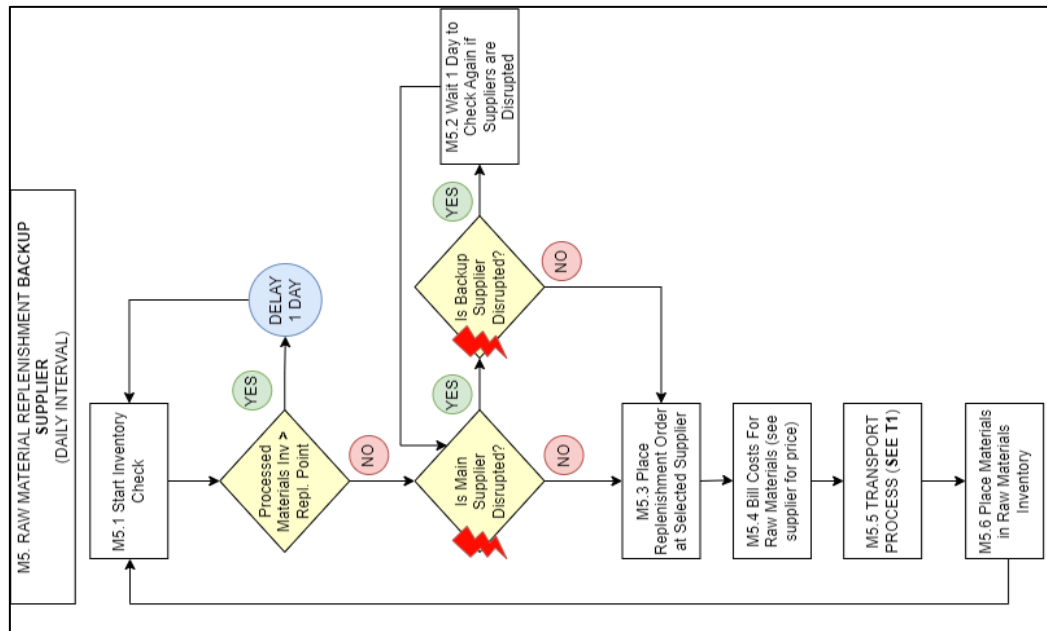 M5. RAW MATERIAL REPLENISHMENT BACKUP
SUPPLIER
(DAILY INTERVAL)
M5.1 Start Inventory
Check
Processed
Materials Inv >
Repl. Point
YES
DELAY
1 DAY
NO
Is Main
Supplier
Disrupted?
YES
Is Backup
Supplier
Disrupted?
YES
M5.2 Wait 1 Day to
Check Again if
Suppliers are
Disrupted
NO
NO
M5.3 Place
Replenishment Order
at Selected Supplier
M5.4 Bill Costs For
Raw Materials (see
supplier for price)
M5.5 TRANSPORT
PROCESS (SEE T1)
M5.6 Place Materials
in Raw Materials
Inventory